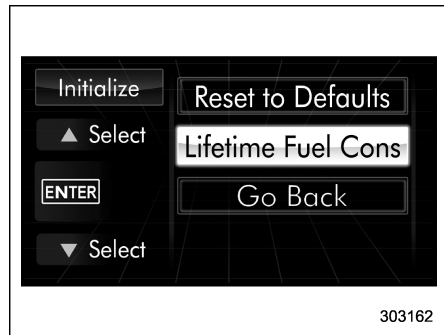 Initialize
▲ Select
ENTER
▼ Select
Reset to Defaults
Lifetime Fuel Cons
Go Back
303162